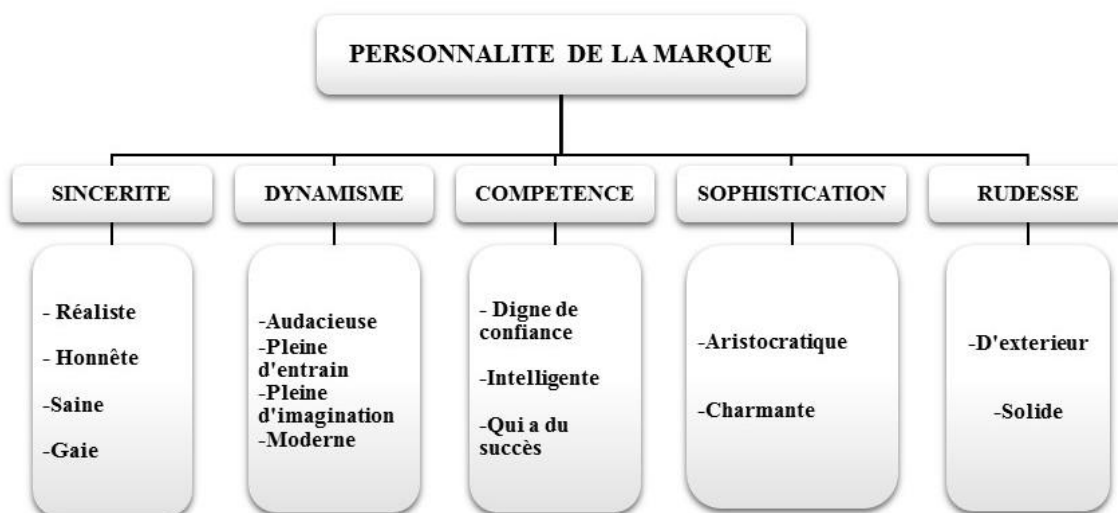 PERSONNALITE DE LA MARQUE
SINCERITE
DYNAMISME
COMPETENCE
SOPHISTICATION
RUDESSE
- Réaliste
- Honnête
-Saine
-Gaie
-Audacieuse
-Pleine
d'entrain
-Pleine
d'imagination
-Moderne
- Digne de
confiance
-Intelligente
-Qui a du
succès
-Aristocratique
-Charmante
-D'exterieur
-Solide